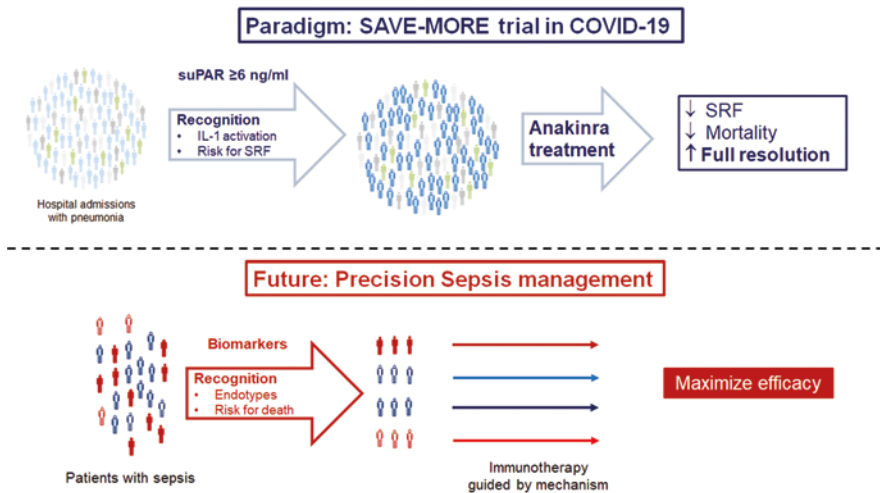 Paradigm: SAVE-MORE trial in COVID-19
suPAR ≥6 ng/ml
Recognition
• IL-1 activation
• Risk for SRF
Hospital admissions
with pneumonia
Anakinra
treatment
↓ SRF
↓ Mortality
↑ Full resolution
Future: Precision Sepsis management
Biomarkers
Recognition
• Endotypes
• Risk for death
Patients with sepsis
Immunotherapy
guided by mechanism
Maximize efficacy